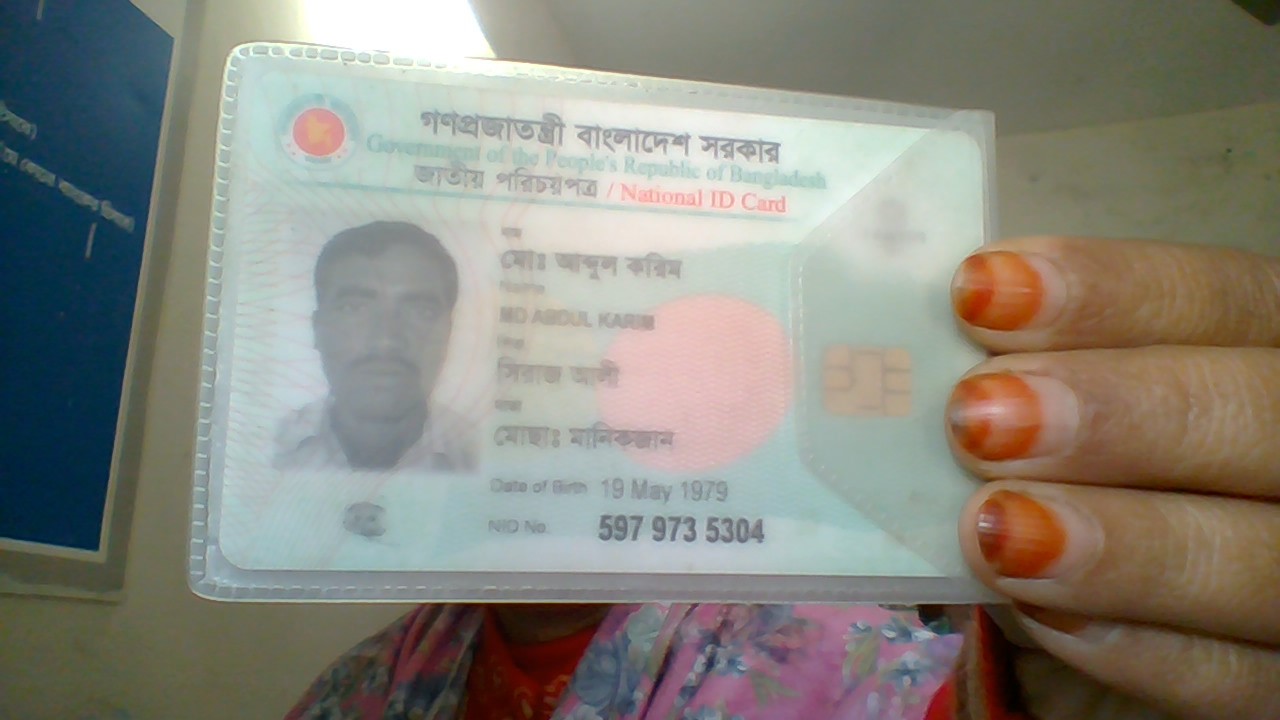 গণপ্রজাতন্ত্রী বাংলাদেশ সরকার
Government of the People's Republic of Bangladesh
জাতীয় পরিচয়পত্র / National ID Card
নাম
মোঃ আব্দুল করিম
Name
MD ABDUL KARIM
পিতা
সিরাজ আলী
মাতা
মোছাঃ মানিকজান
Date of Birth 19 May 1979
NID No. 597 973 5304